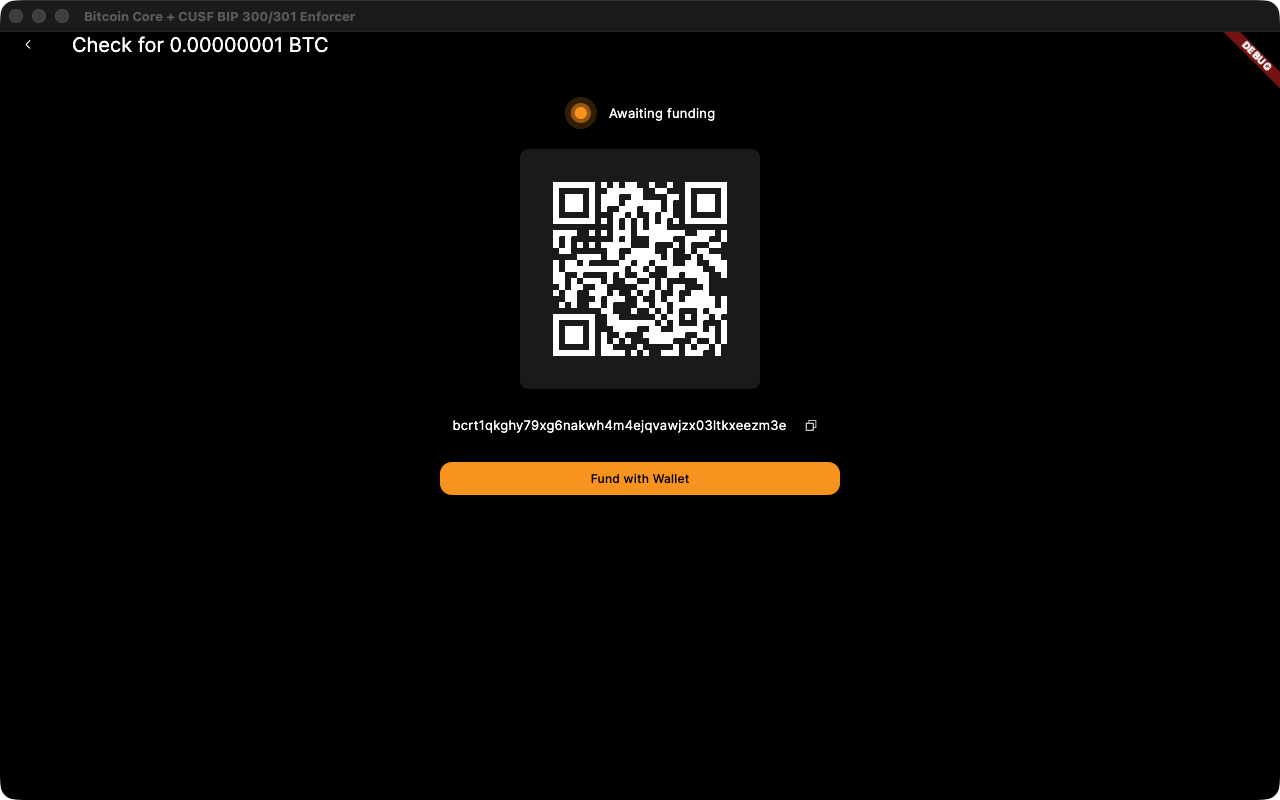 Bitcoin Core + CUSF BIP 300/301 Enforcer
Check for 0.00000001 BTC
DEBUG
Awaiting funding
bcrt1qkghy79xg6nakwh4m4ejqvawjzx03ltkxeezm3e
Fund with Wallet